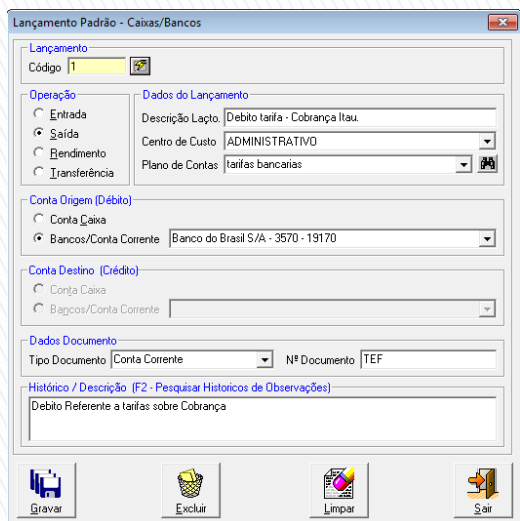 Lançamento Padrão - Caixas/Bancos
Lançamento
Código 1
Operação
Entrada
Saída
Rendimento
Transferência
Dados do Lançamento
Descrição Laçto. Debito tarifa - Cobrança Itau.
Centro de Custo ADMINISTRATIVO
Plano de Contas tarifas bancarias
Conta Origem (Débito)
Conta Caixa
Bancos/Conta Corrente Banco do Brasil S/A - 3570 - 19170
Conta Destino (Crédito)
Conta Caixa
Bancos/Conta Corrente
Dados Documento
Tipo Documento Conta Corrente Nº Documento TEF
Histórico / Descrição (F2 - Pesquisar Historicos de Observações)
Debito Referente a tarifas sobre Cobrança
Gravar Excluir Limpar Sair